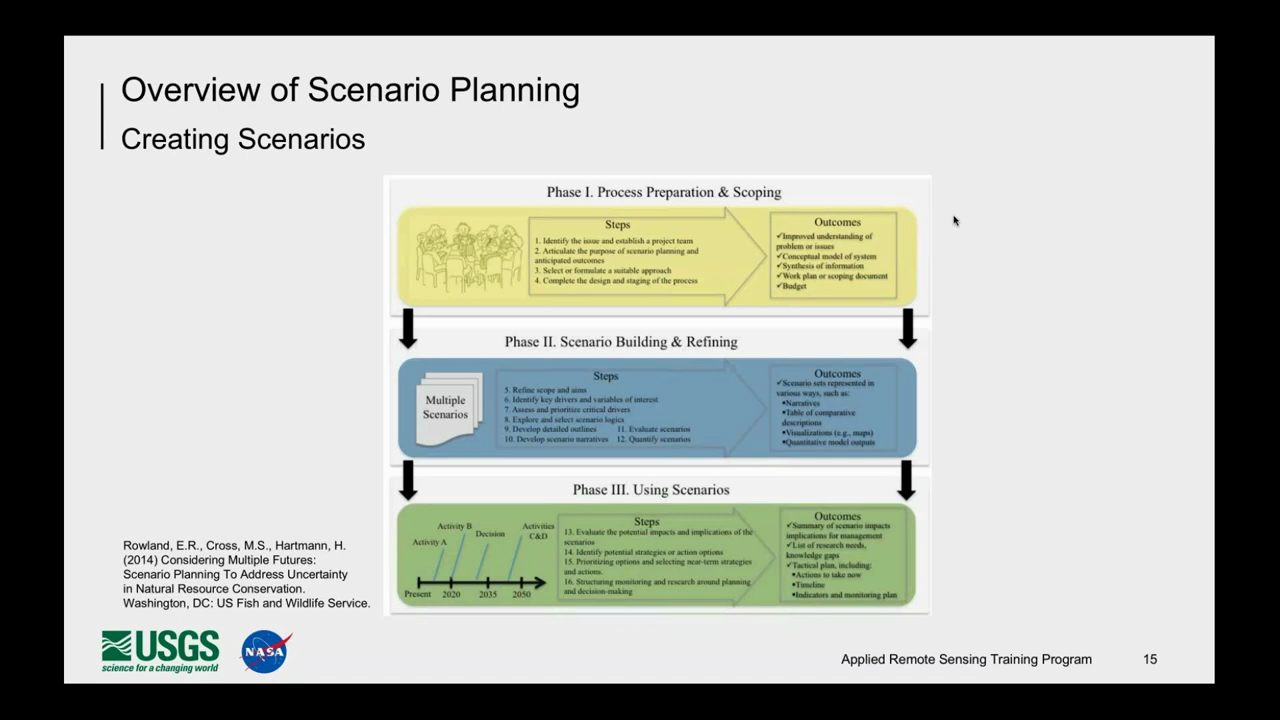 Overview of Scenario Planning
Creating Scenarios
Phase I. Process Preparation & Scoping
Steps
1. Identify the issue and establish a project team
2. Articulate the purpose of scenario planning and
anticipated outcomes
3. Select or formulate a suitable approach
4. Complete the design and staging of the process
Outcomes
✓Improved understanding of
problem or issues
✓Conceptual model of system
✓Synthesis of information
✓Work plan or scoping document
✓Budget
Phase II. Scenario Building & Refining
Multiple
Scenarios
Steps
5. Refine scope and aims
6. Identify key drivers and variables of interest
7. Assess and prioritize critical drivers
8. Explore and select scenario logics
9. Develop detailed outlines 11. Evaluate scenarios
10. Develop scenario narratives 12. Quantify scenarios
Outcomes
✓Scenario sets represented in
various ways, such as:
▪Narratives
▪Table of comparative
descriptions
▪Visualizations (e.g., maps)
▪Quantitative model outputs
Phase III. Using Scenarios
Activity A
Activity B
Decision
Activities
C&D
Present 2020 2035 2050
Steps
13. Evaluate the potential impacts and implications of the
scenarios
14. Identify potential strategies or action options
15. Prioritizing options and selecting near-term strategies
and actions.
16. Structuring monitoring and research around planning
and decision-making
Outcomes
✓Summary of scenario impacts
implications for management
✓List of research needs,
knowledge gaps
✓Tactical plan, including:
▪Actions to take now
▪Timeline
▪Indicators and monitoring plan
Rowland, E.R., Cross, M.S., Hartmann, H.
(2014) Considering Multiple Futures:
Scenario Planning To Address Uncertainty
in Natural Resource Conservation.
Washington, DC: US Fish and Wildlife Service.
USGS
science for a changing world
NASA
Applied Remote Sensing Training Program 15